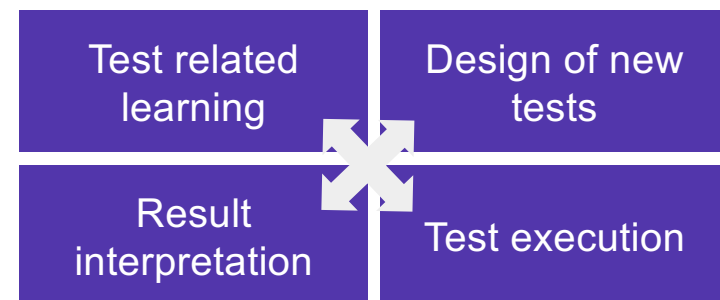 Test related
learning
Design of new
tests
Result
interpretation
Test execution